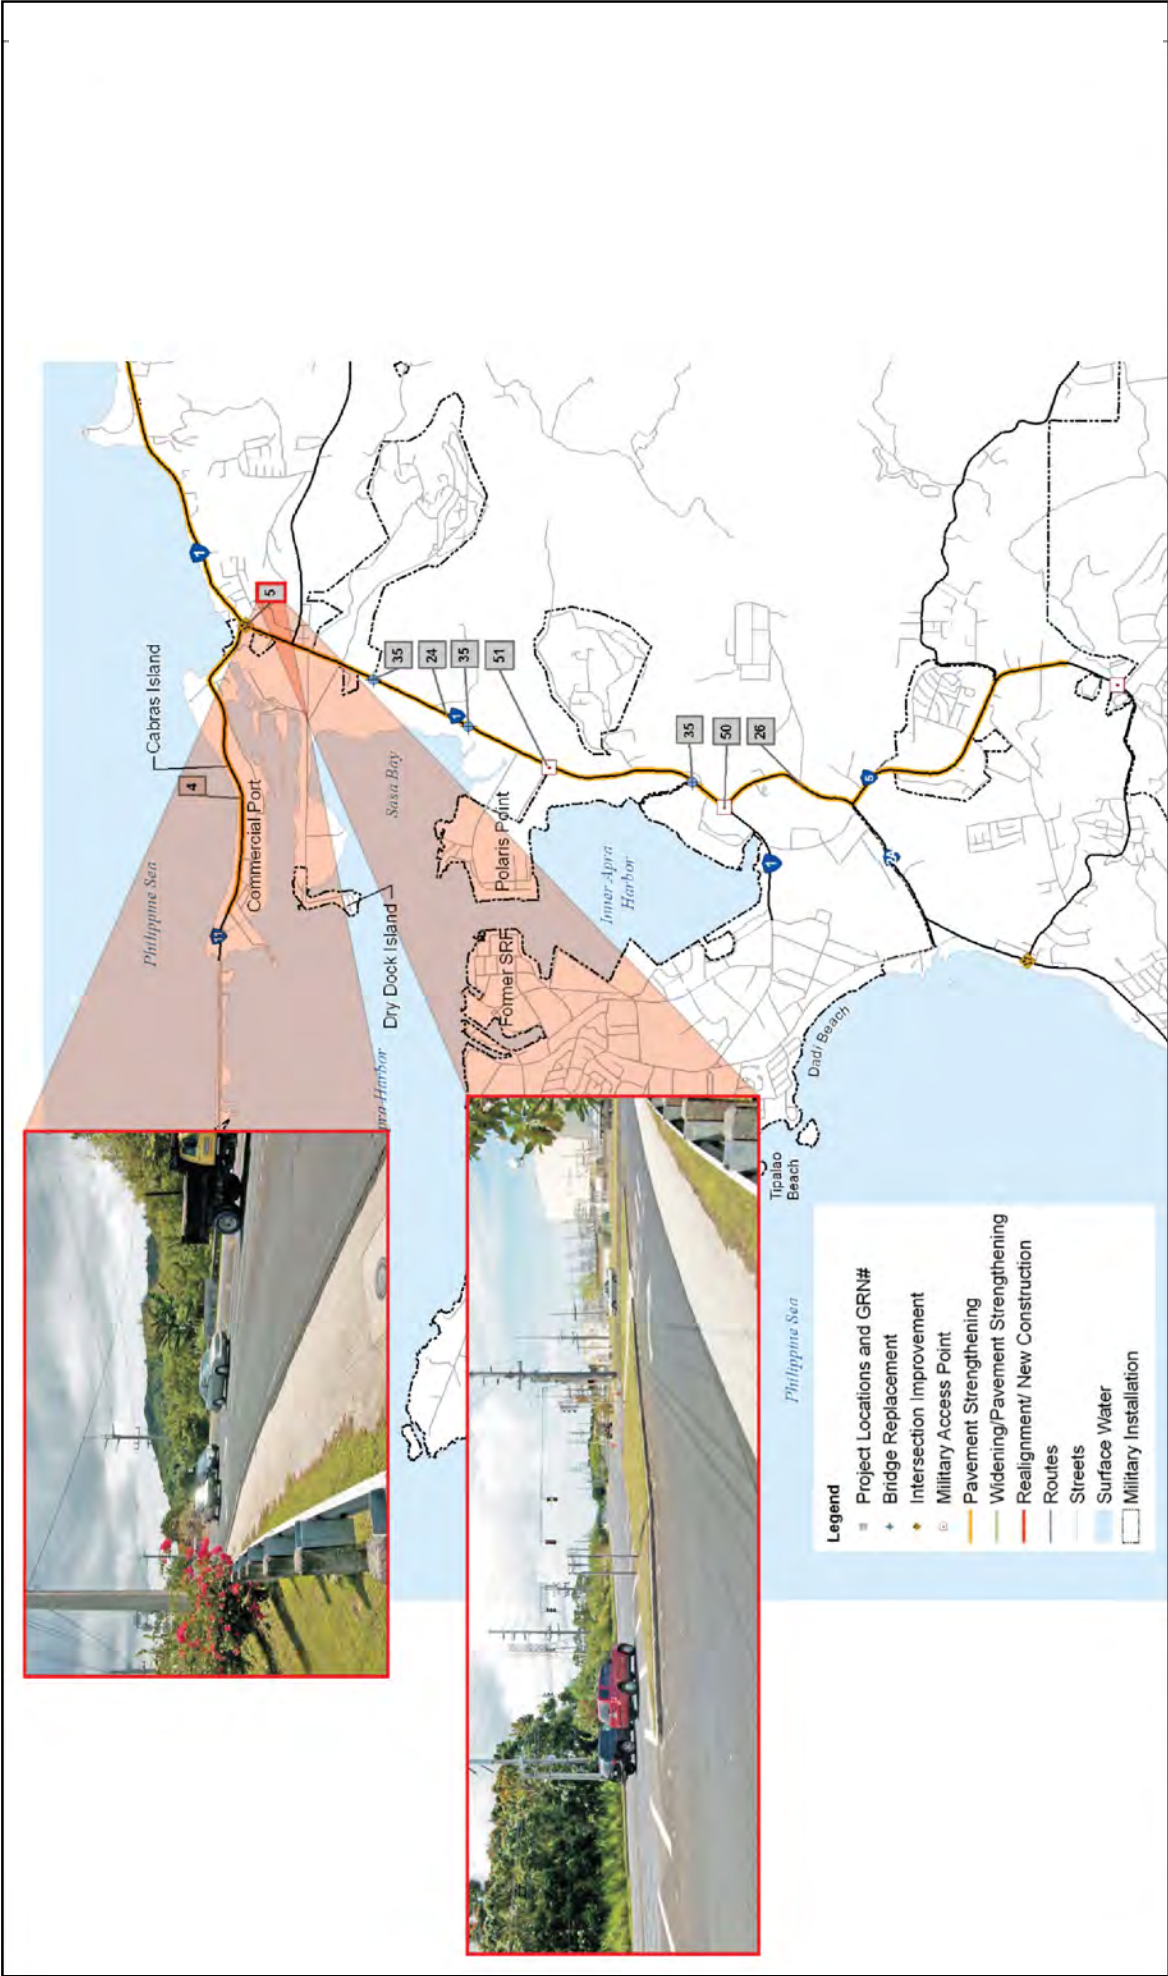 Cabras Island
Philippine Sea
4
Commercial Port
11
1
5
Dry Dock Island
Sasa Bay
35
24
1
35
51
Polaris Point
Former SRF
Inner Apra
Harbor
35
50
26
1
5
2A
Dadi Beach
Tipalao
Beach
Philippine Sea
Legend
Project Locations and GRN#
Bridge Replacement
Intersection Improvement
Military Access Point
Pavement Strengthening
Widening/Pavement Strengthening
Realignment/ New Construction
Routes
Streets
Surface Water
Military Installation